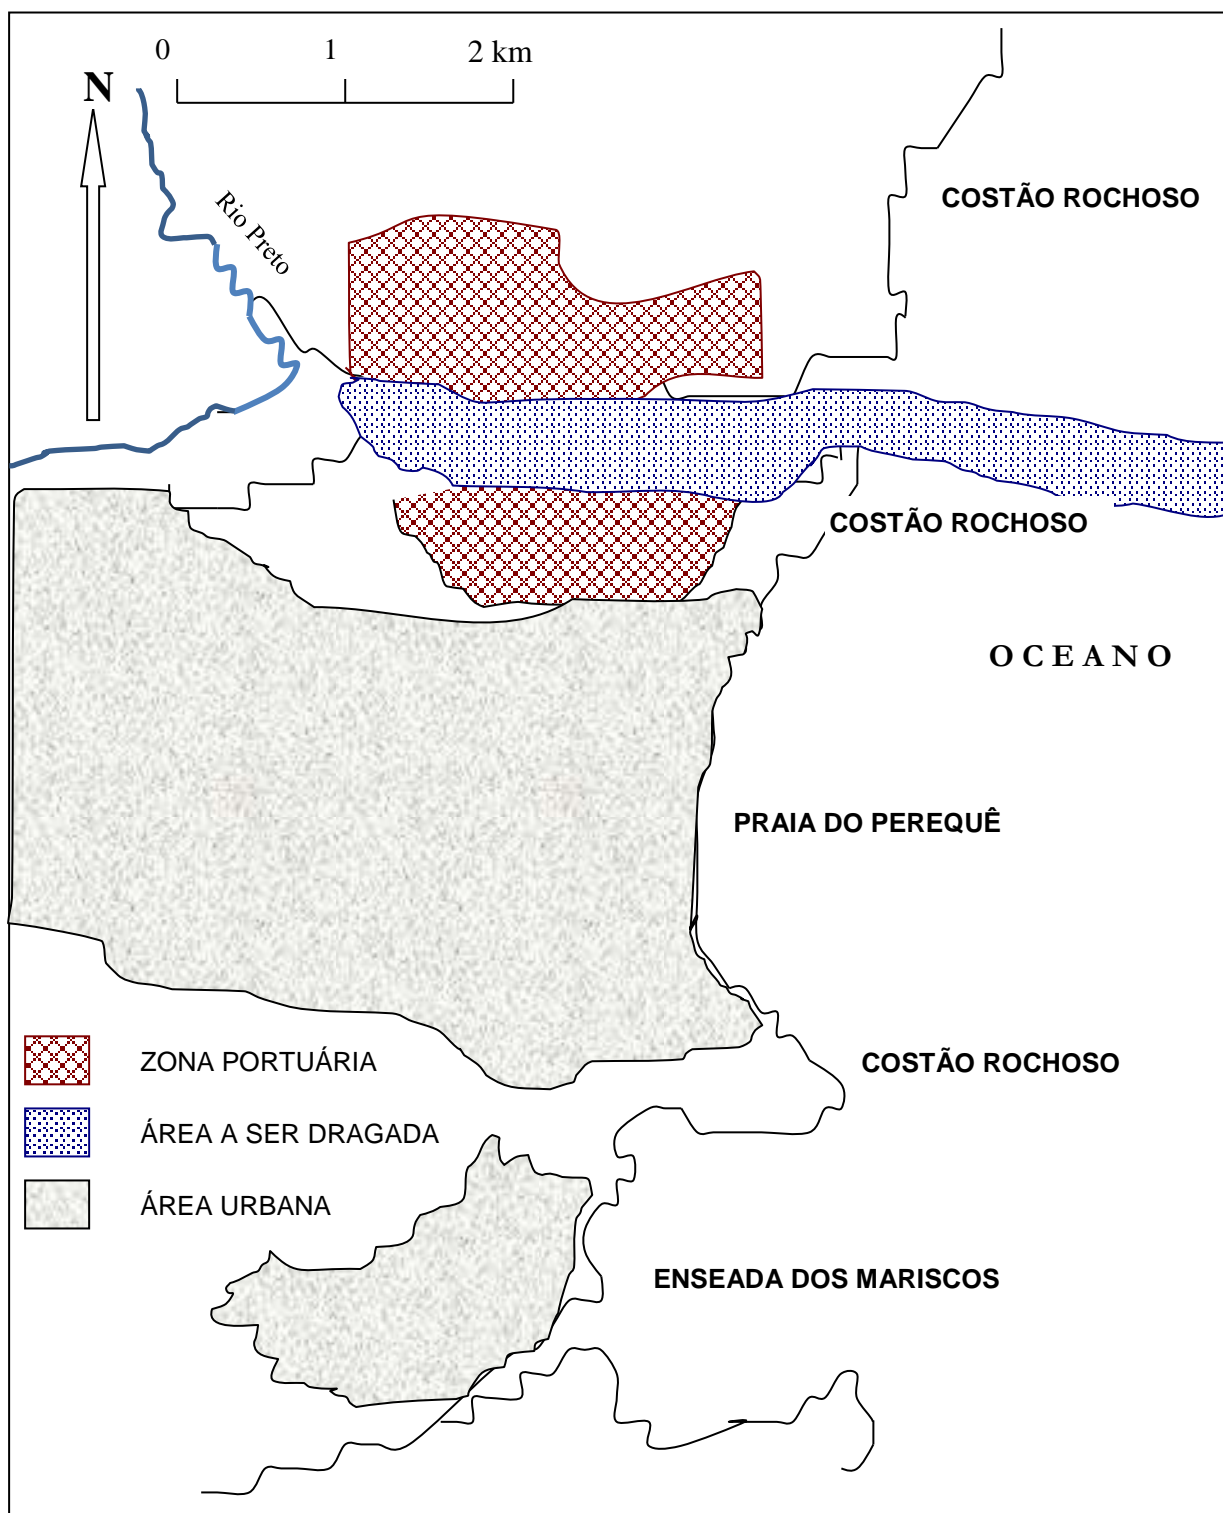 0 1 2 km
N
Rio Preto
COSTÃO ROCHOSO
COSTÃO ROCHOSO
OCEANO
PRAIA DO PEREQUÊ
ZONA PORTUÁRIA
COSTÃO ROCHOSO
ÁREA A SER DRAGADA
ÁREA URBANA
ENSEADA DOS MARISCOS